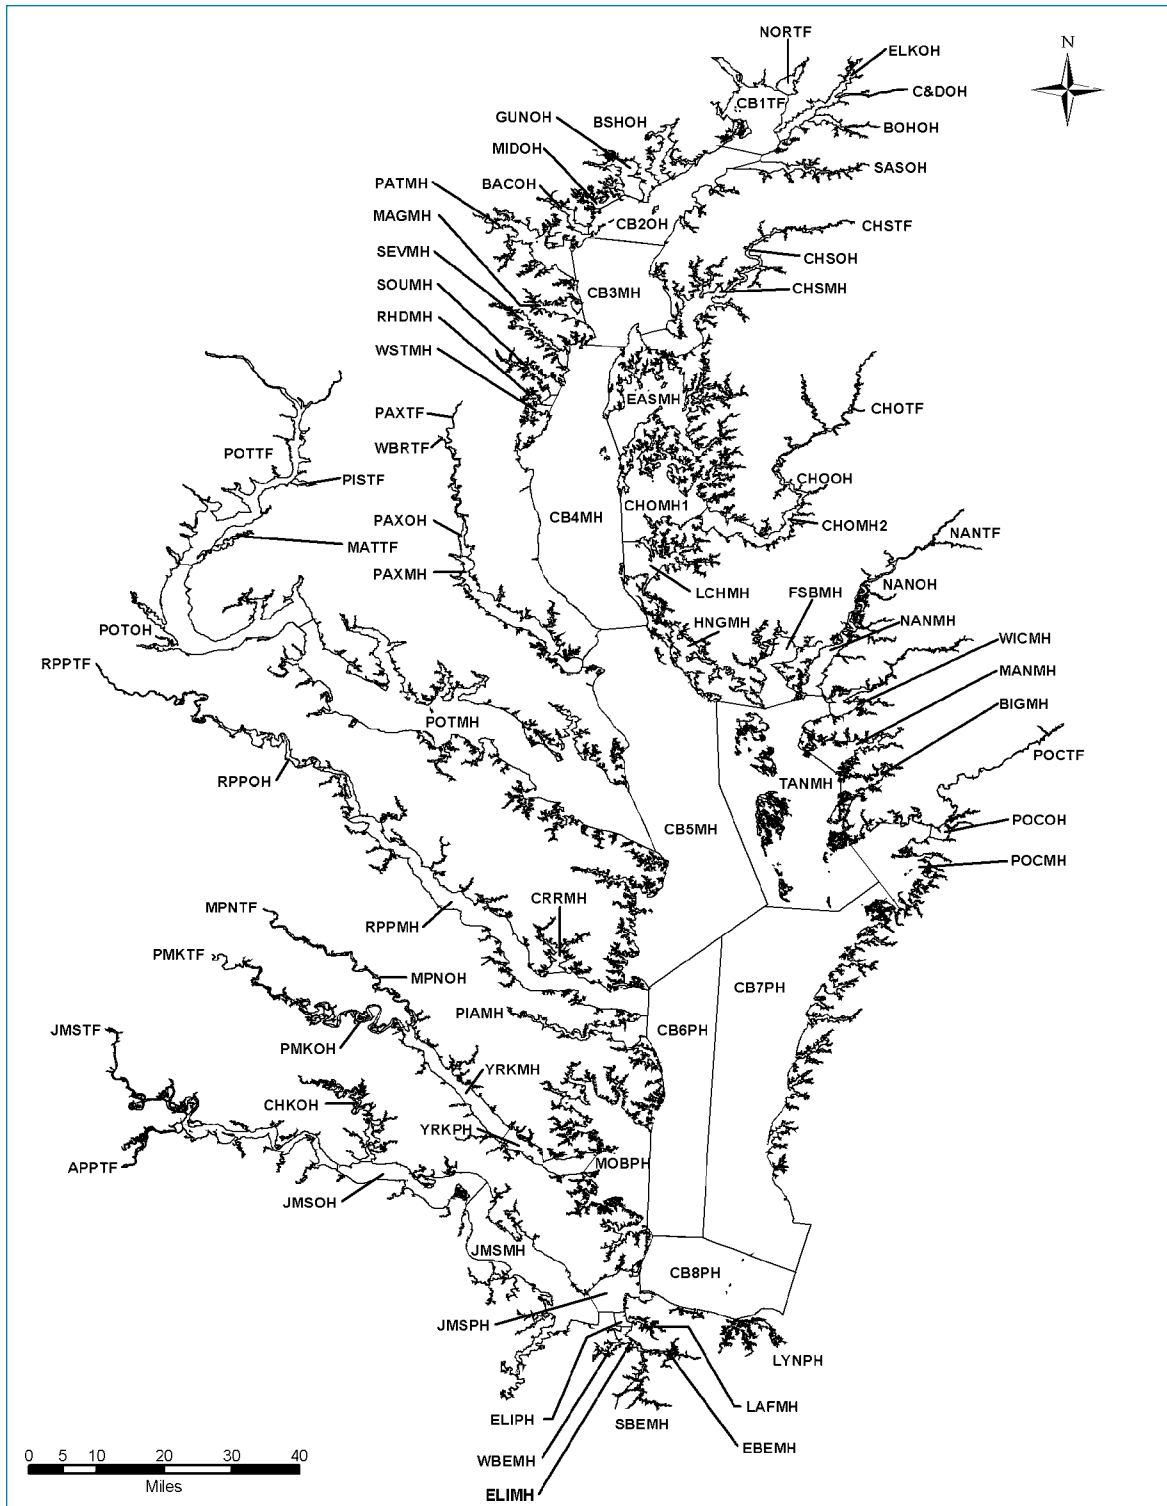 NORTF
ELKOH
N
C&DOH
CB1TF
GUNOH
BSHOH
BOHOH
MIDOH
SASOH
PATMH
BACOH
MAGMH
CB2OH
CHSTF
SEVMH
CHSOH
SOUMH
CB3MH
CHSMH
RHDMH
WSTMH
EASMH
PAXTF
CHOTF
WBRTF
POTTF
PISTF
CHOOH
CHOMH1
PAXOH
CB4MH
CHOMH2
MATTF
NANTF
PAXMH
LCHMH
FSBMH
NANOH
POTOH
HNGMH
NANMH
WICMH
RPPTF
MANMH
BIGMH
POTMH
POCTF
RPPOH
TANMH
CB5MH
POCOH
POCMH
CRRMH
MPNTF
RPPMH
PMKTF
MPNOH
CB7PH
PIAMH
JMSTF
CB6PH
PMKOH
YRKMH
CHKOH
YRKPH
APPTF
MOBPH
JMSOH
JMSMH
CB8PH
JMSPH
LYNPH
LAFMH
ELIPH
SBEMH
EBEMH
WBEMH
ELIMH
0 5 10 20 30 40
Miles